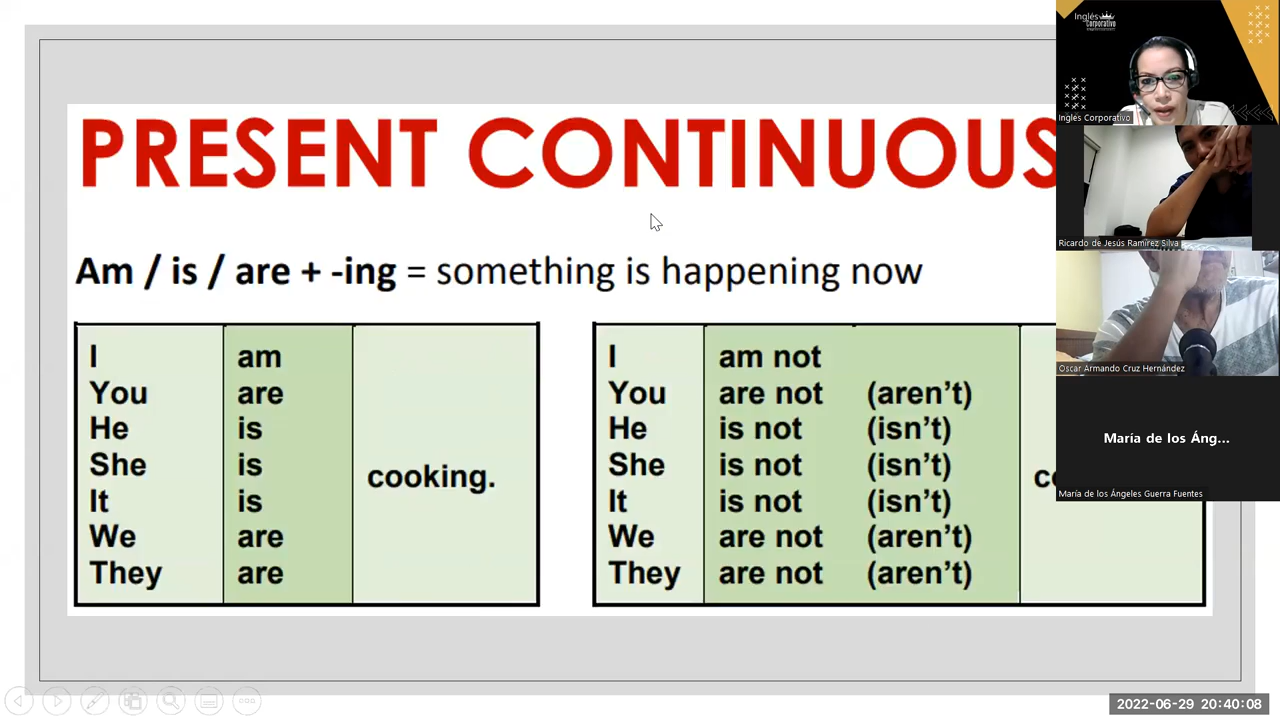 PRESENT CONTINUOUS
Am / is / are + -ing = something is happening now
I am
You are
He is
She is
It is
We are
They are
cooking.
I am not
You are not (aren't)
He is not (isn't)
She is not (isn't)
It is not (isn't)
We are not (aren't)
They are not (aren't)
Inglés
Corporativo
Inglés Corporativo
Ricardo de Jesús Ramírez Silva
Oscar Armando Cruz Hernández
María de los Áng...
María de los Ángeles Guerra Fuentes
2022-06-29 20:40:08